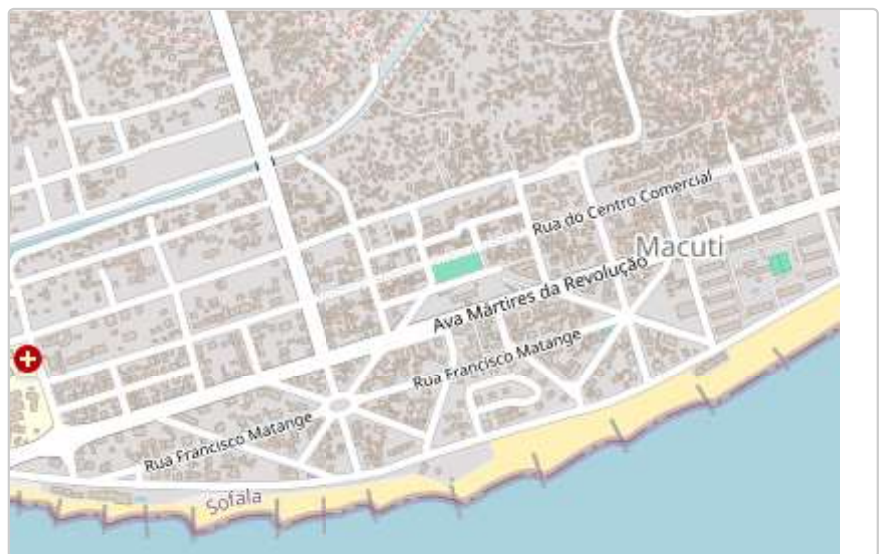 Rua do Centro Comercial
Macuti
Ava Mártires da Revolução
Rua Francisco Matange
Rua Francisco Matange
Sofala